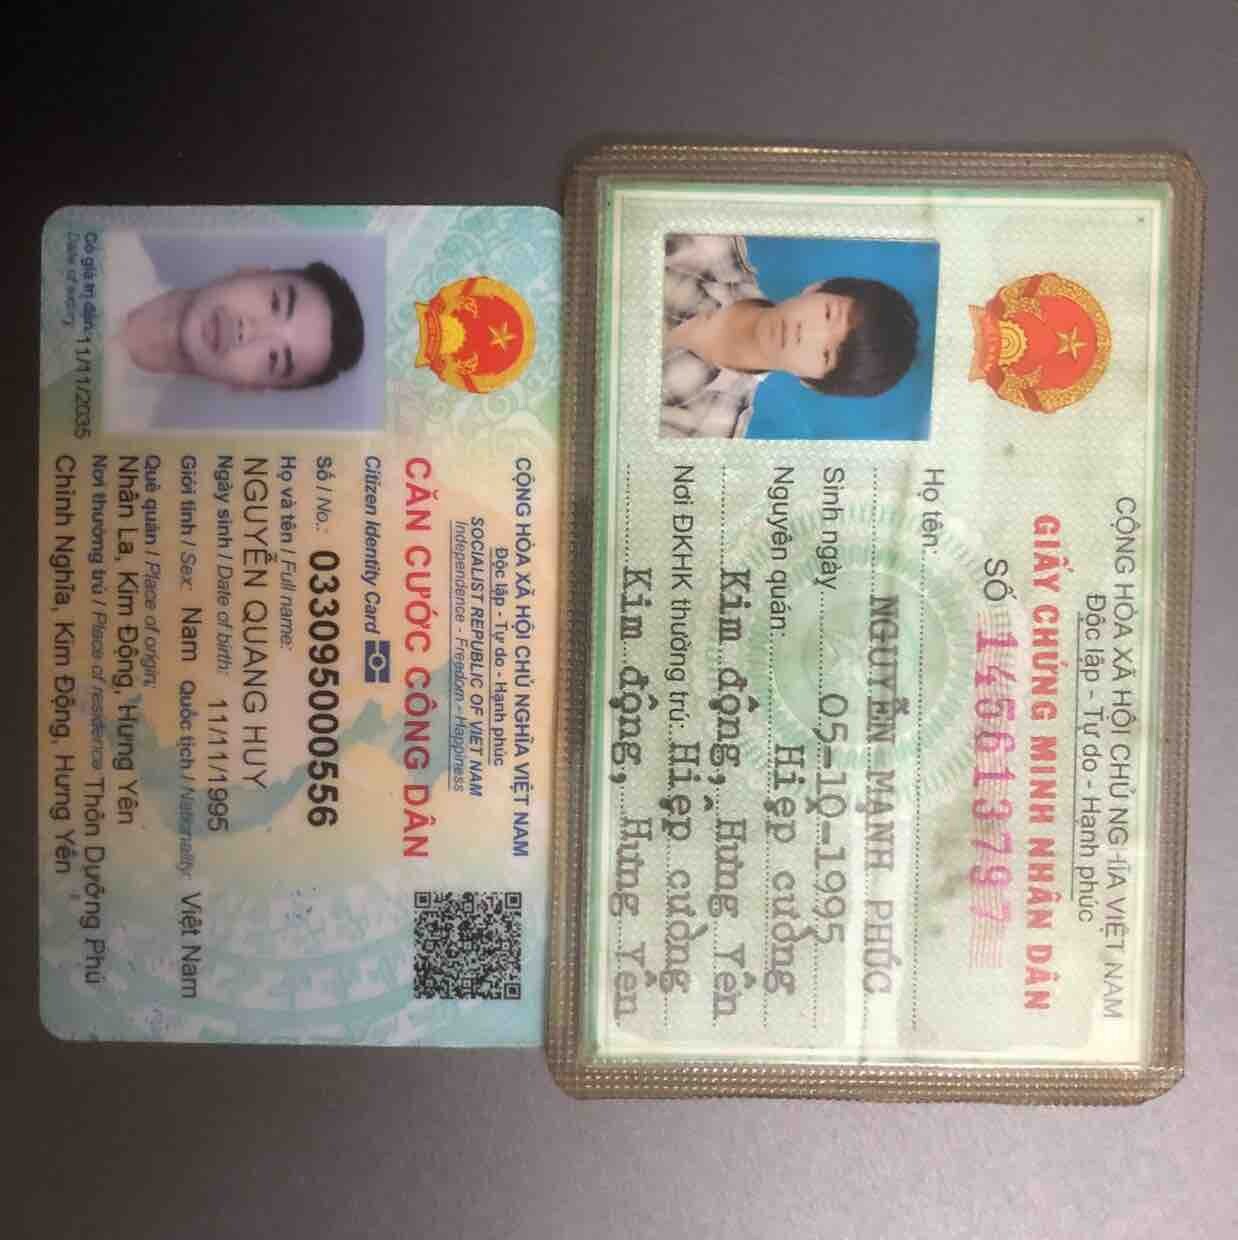 CỘNG HÒA XÃ HỘI CHỦ NGHĨA VIỆT NAM
Độc lập - Tự do - Hạnh phúc
GIẤY CHỨNG MINH NHÂN DÂN
SỐ 145613797
Họ tên:
NGUYỄN MẠNH PHÚC
Sinh ngày 05-10-1995
Nguyên quán: Hiệp cường
Kim động, Hưng Yên
Nơi ĐKHK thường trú: Hiệp cường
Kim động, Hưng Yên
CỘNG HÒA XÃ HỘI CHỦ NGHĨA VIỆT NAM
Độc lập - Tự do - Hạnh phúc
SOCIALIST REPUBLIC OF VIET NAM
Independence - Freedom - Happiness
CĂN CƯỚC CÔNG DÂN
Citizen Identity Card
Số / No.: 033095000556
Họ và tên / Full name:
NGUYỄN QUANG HUY
Ngày sinh / Date of birth: 11/11/1995
Giới tính / Sex: Nam Quốc tịch / Nationality: Việt Nam
Quê quán / Place of origin:
Nhân La, Kim Động, Hưng Yên
Nơi thường trú / Place of residence: Thôn Dưỡng Phú
Chính Nghĩa, Kim Động, Hưng Yên
Có giá trị đến: 11/11/2035
Date of expiry